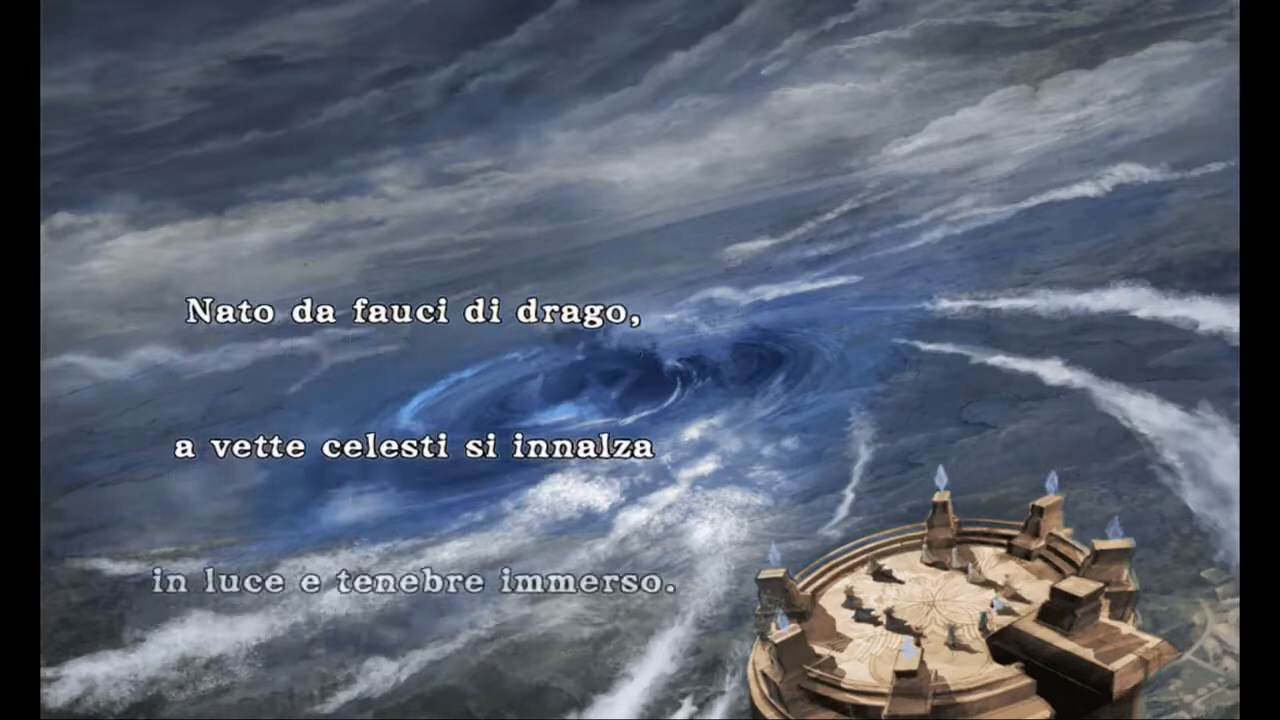 Nato da fauci di drago,
a vette celesti si innalza
in luce e tenebre immerso.